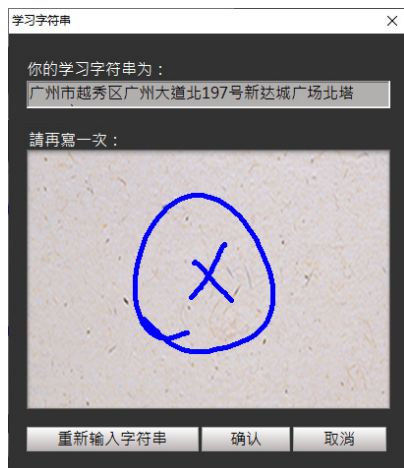 学习字符串
你的学习字符串为：
广州市越秀区广州大道北197号新达城广场北塔
請再寫一次：
重新输入字符串
确认
取消